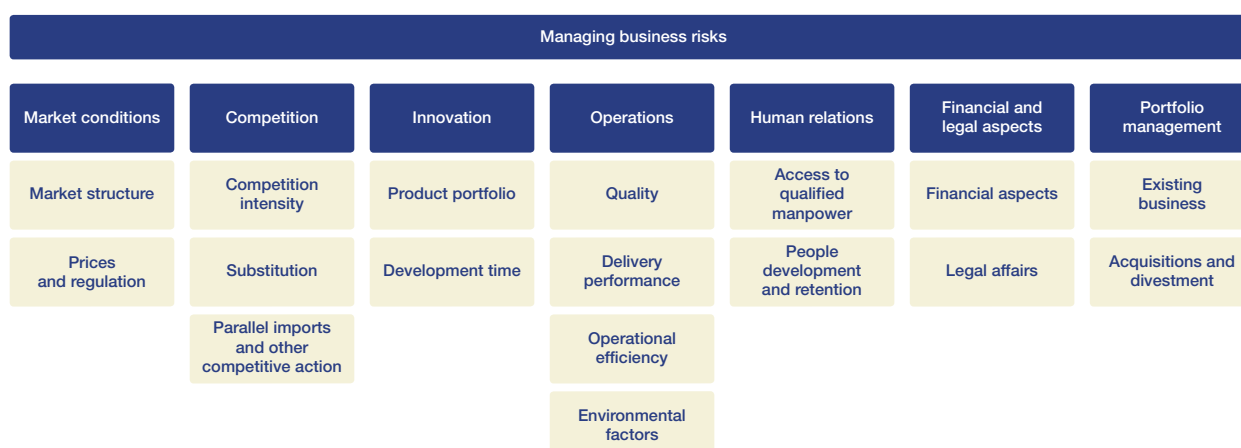 Managing business risks
Market conditions
Competition
Innovation
Operations
Human relations
Financial and
legal aspects
Portfolio
management
Market structure
Competition
intensity
Product portfolio
Quality
Access to
qualified
manpower
Financial aspects
Existing
business
Prices
and regulation
Substitution
Development time
Delivery
performance
People
development
and retention
Legal affairs
Acquisitions and
divestment
Parallel imports
and other
competitive action
Operational
efficiency
Environmental
factors